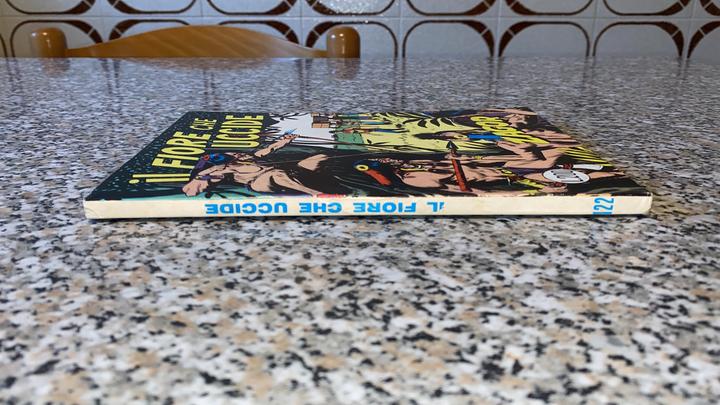 iL FIORE CHE
UCCIDE
iL FIORE CHE UCCIDE
122